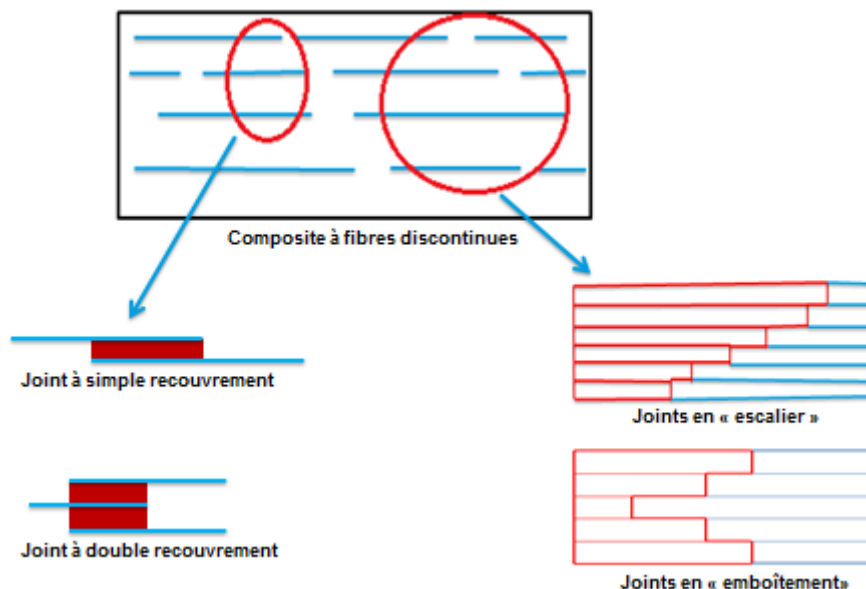 Composite à fibres discontinues
Joint à simple recouvrement
Joints en « escalier »
Joint à double recouvrement
Joints en « emboîtement»